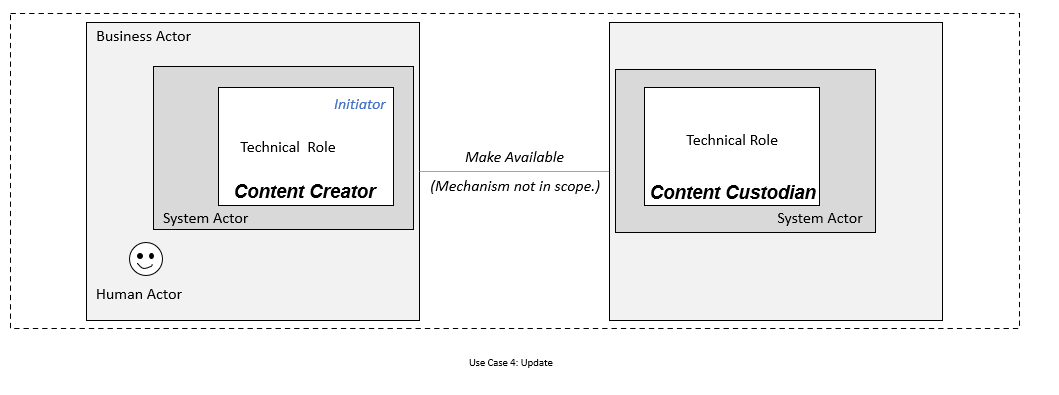 Business Actor
Initiator
Technical Role
Content Creator
System Actor
Human Actor
Make Available
(Mechanism not in scope.)
Technical Role
Content Custodian
System Actor
Use Case 4: Update